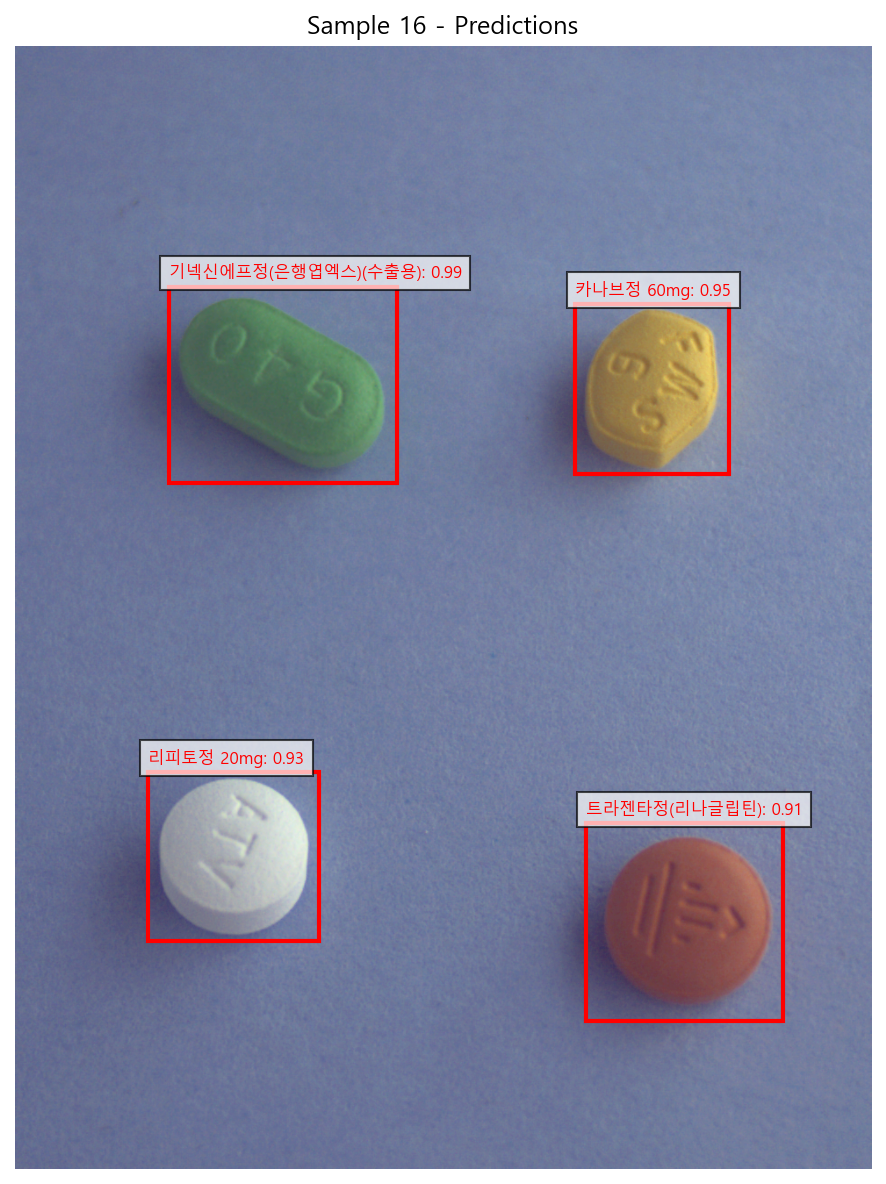 Sample 16 - Predictions
기넥신에프정(은행엽엑스)(수출용): 0.99
카나브정 60mg: 0.95
리피토정 20mg: 0.93
ATV
트라젠타정(리나글립틴): 0.91